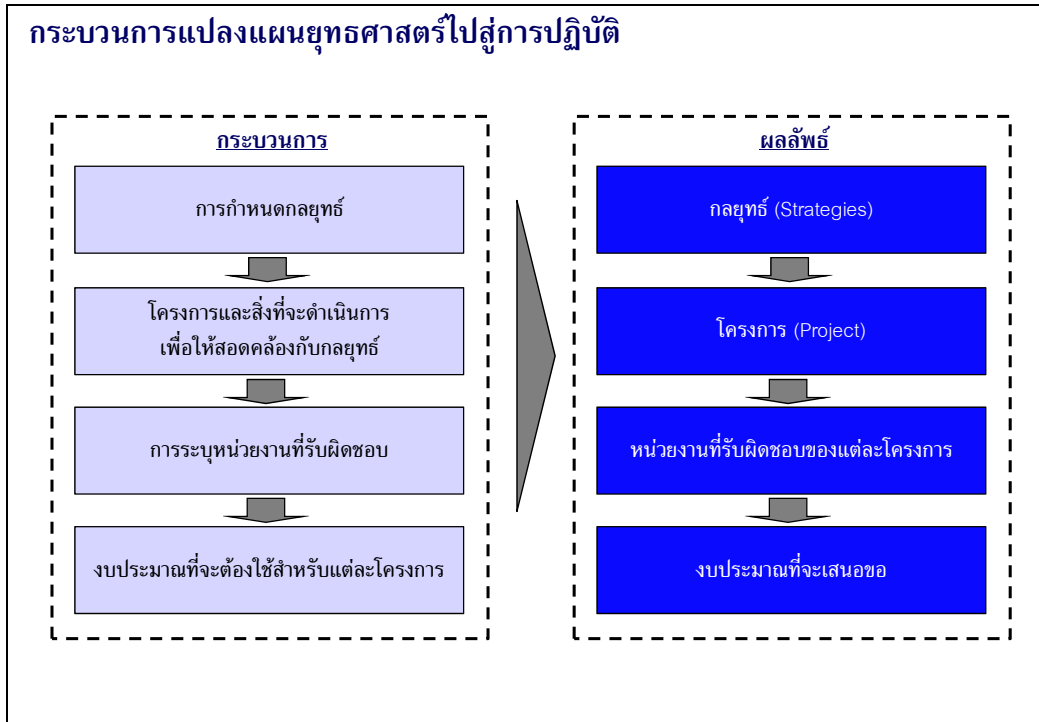 กระบวนการแปลงแผนยุทธศาสตร์ไปสู่การปฏิบัติ
กระบวนการ
การกำหนดกลยุทธ์
โครงการและสิ่งที่จะดำเนินการ
เพื่อให้สอดคล้องกับกลยุทธ์
การระบุหน่วยงานที่รับผิดชอบ
งบประมาณที่จะต้องใช้สำหรับแต่ละโครงการ
ผลลัพธ์
กลยุทธ์ (Strategies)
โครงการ (Project)
หน่วยงานที่รับผิดชอบของแต่ละโครงการ
งบประมาณที่จะเสนอขอ